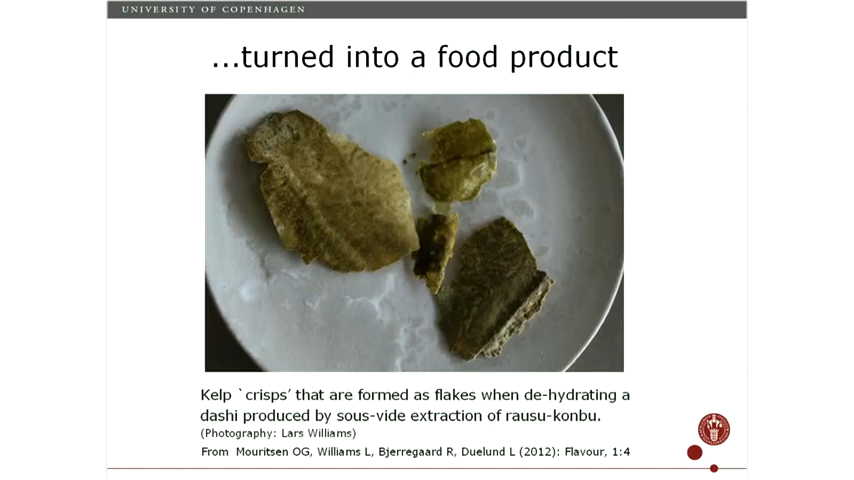 UNIVERSITY OF COPENHAGEN
...turned into a food product
Kelp `crisps′ that are formed as flakes when de-hydrating a
dashi produced by sous-vide extraction of rausu-konbu.
(Photography: Lars Williams)
From Mouritsen OG, Williams L, Bjerregaard R, Duelund L (2012): Flavour, 1:4